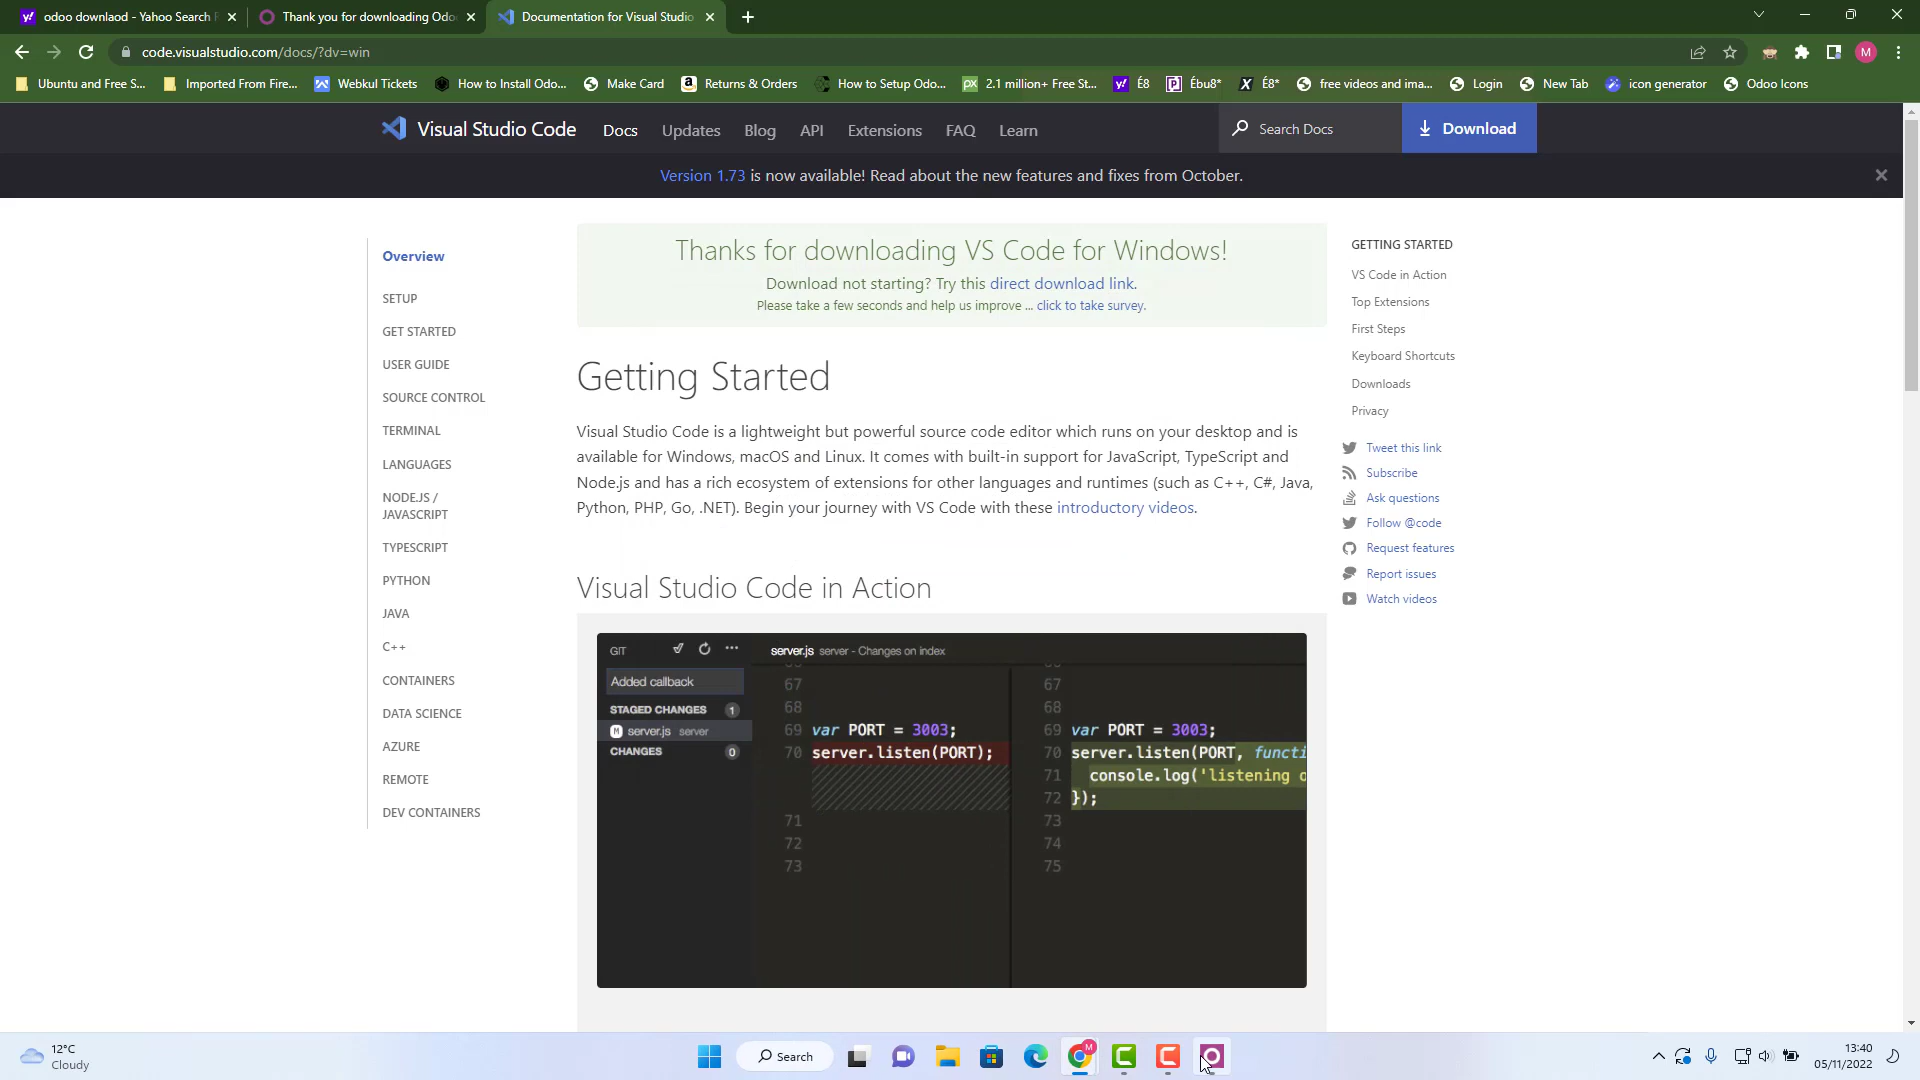 odoo downlaod - Yahoo Search
Thank you for downloading Odo
Documentation for Visual Studio
code.visualstudio.com/docs/?dv=win
M
Ubuntu and Free S...
Imported From Fire...
Webkul Tickets
How to Install Odo...
Make Card
Returns & Orders
How to Setup Odo...
2.1 million+ Free St...
É8
Ébu8*
É8*
free videos and ima...
Login
New Tab
icon generator
Odoo Icons
Visual Studio Code
Docs
Updates
Blog
API
Extensions
FAQ
Learn
Search Docs
Download
Version 1.73 is now available! Read about the new features and fixes from October.
Overview
SETUP
GET STARTED
USER GUIDE
SOURCE CONTROL
TERMINAL
LANGUAGES
NODE.JS /
JAVASCRIPT
TYPESCRIPT
PYTHON
JAVA
C++
CONTAINERS
DATA SCIENCE
AZURE
REMOTE
DEV CONTAINERS
Thanks for downloading VS Code for Windows!
Download not starting? Try this direct download link.
Please take a few seconds and help us improve ... click to take survey.
Getting Started
Visual Studio Code is a lightweight but powerful source code editor which runs on your desktop and is
available for Windows, macOS and Linux. It comes with built-in support for JavaScript, TypeScript and
Node.js and has a rich ecosystem of extensions for other languages and runtimes (such as C++, C#, Java,
Python, PHP, Go, .NET). Begin your journey with VS Code with these introductory videos.
Visual Studio Code in Action
GIT
Added callback
STAGED CHANGES 1
M server.js server
CHANGES 0
server.js server - Changes on index
67
68
69 var PORT = 3003;
70 server.listen(PORT);
71
72
73
67
68
69 var PORT = 3003;
70 server.listen(PORT, functi
71 console.log('listening o
72 });
73
74
75
GETTING STARTED
VS Code in Action
Top Extensions
First Steps
Keyboard Shortcuts
Downloads
Privacy
Tweet this link
Subscribe
Ask questions
Follow @code
Request features
Report issues
Watch videos
12°C
Cloudy
Search
13:40
05/11/2022